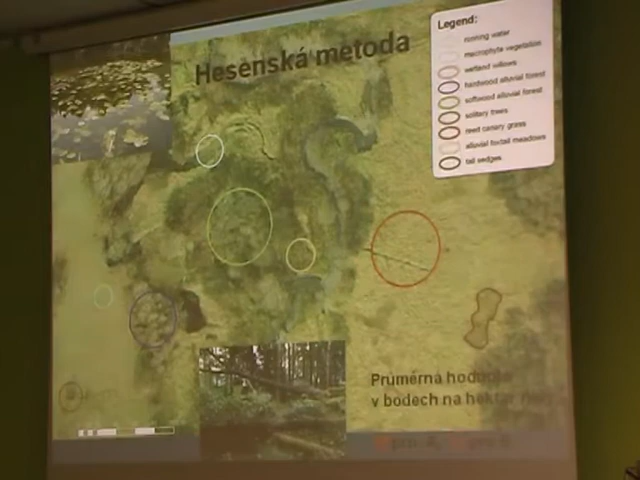 Hesenská metoda
Legend:
running water
macrophyte vegetation
wetland willows
hardwood alluvial forest
softwood alluvial forest
solitary trees
reed canary grass
alluvial foxtail meadows
tall sedges
Průměrná hodnota
v bodech na hektar